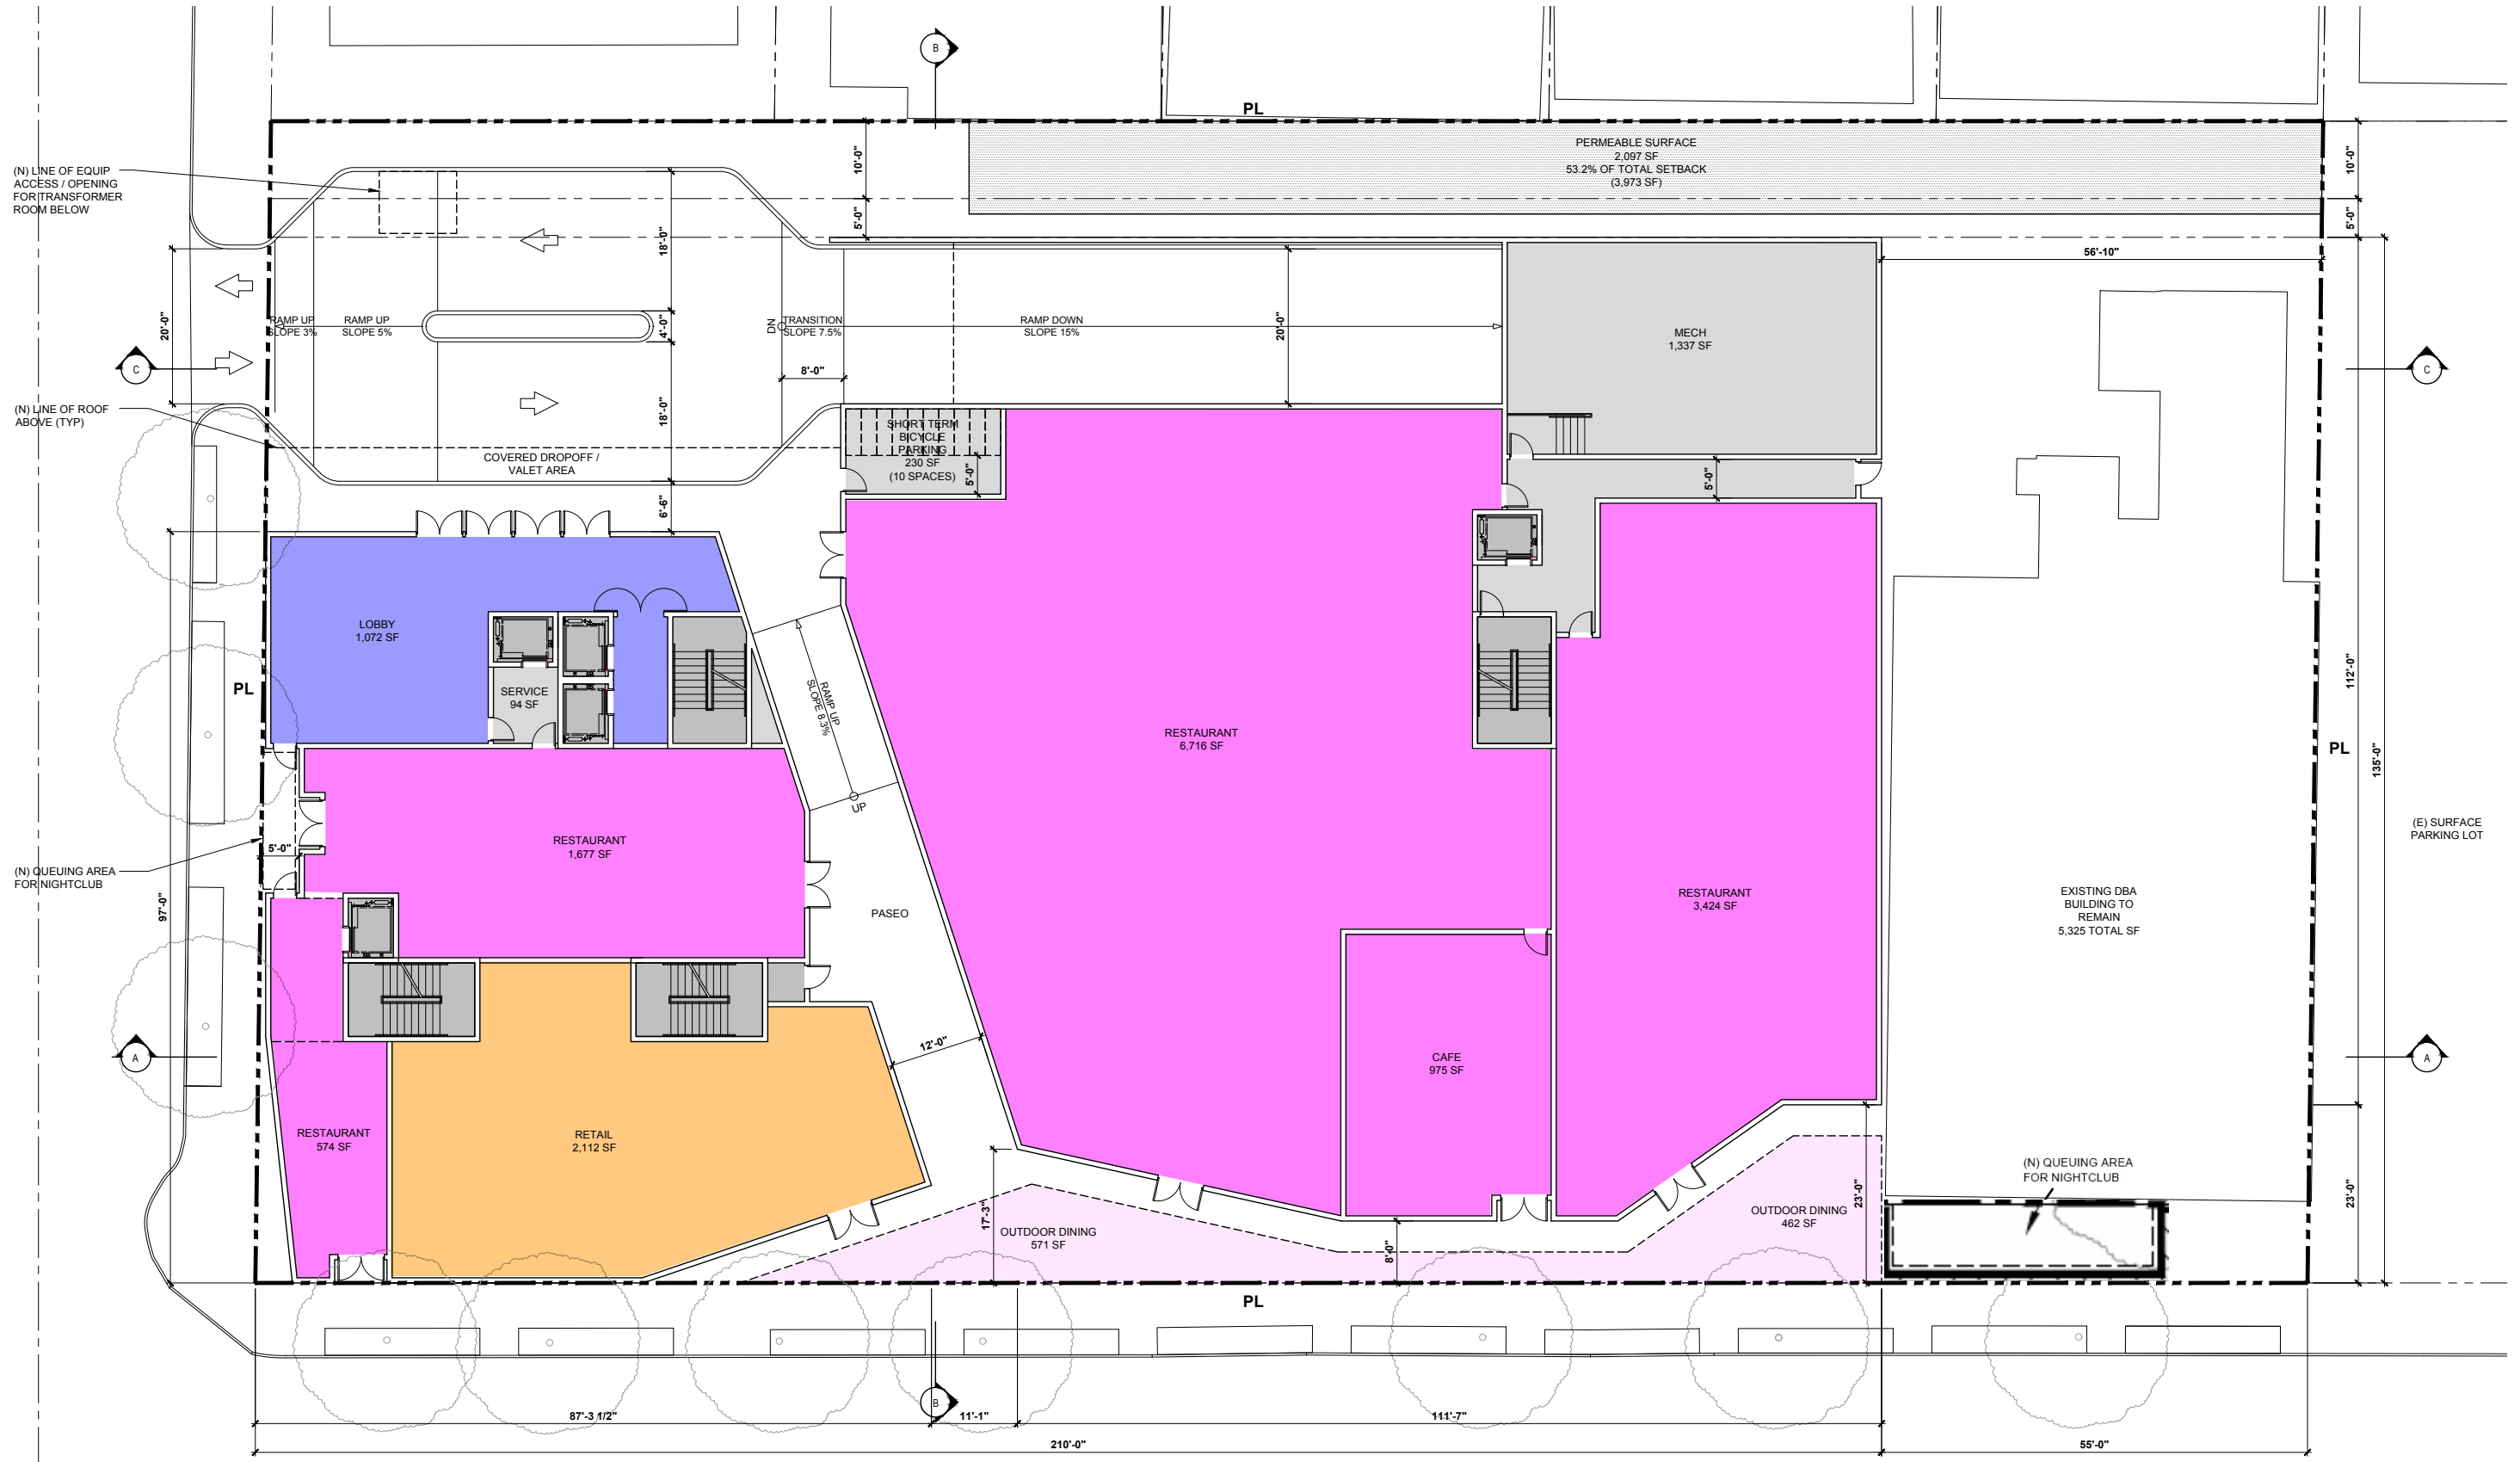 B
PL
(N) LINE OF EQUIP
ACCESS / OPENING
FOR TRANSFORMER
ROOM BELOW
10'-0"
5'-0"
PERMEABLE SURFACE
2,097 SF
53.2% OF TOTAL SETBACK
(3,973 SF)
10'-0"
5'-0"
56'-10"
18'-0"
20'-0"
RAMP UP
SLOPE 3%
RAMP UP
SLOPE 5%
4'-0"
DN
TRANSITION
SLOPE 7.5%
RAMP DOWN
SLOPE 15%
20'-0"
MECH
1,337 SF
C
C
8'-0"
18'-0"
(N) LINE OF ROOF
ABOVE (TYP)
COVERED DROPOFF /
VALET AREA
SHORT TERM
BICYCLE
PARKING
230 SF
(10 SPACES)
5'-0"
5'-0"
6'-6"
LOBBY
1,072 SF
SERVICE
94 SF
PL
RAMP UP
SLOPE 8.3%
UP
RESTAURANT
6,716 SF
112'-0"
135'-0"
PL
(E) SURFACE
PARKING LOT
RESTAURANT
1,677 SF
5'-0"
(N) QUEUING AREA
FOR NIGHTCLUB
97'-0"
PASEO
RESTAURANT
3,424 SF
EXISTING DBA
BUILDING TO
REMAIN
5,325 TOTAL SF
A
A
12'-0"
CAFE
975 SF
RESTAURANT
574 SF
RETAIL
2,112 SF
(N) QUEUING AREA
FOR NIGHTCLUB
17'-3"
OUTDOOR DINING
571 SF
8'-0"
OUTDOOR DINING
462 SF
23'-0"
23'-0"
PL
B
87'-3 1/2"
11'-1"
111'-7"
210'-0"
55'-0"